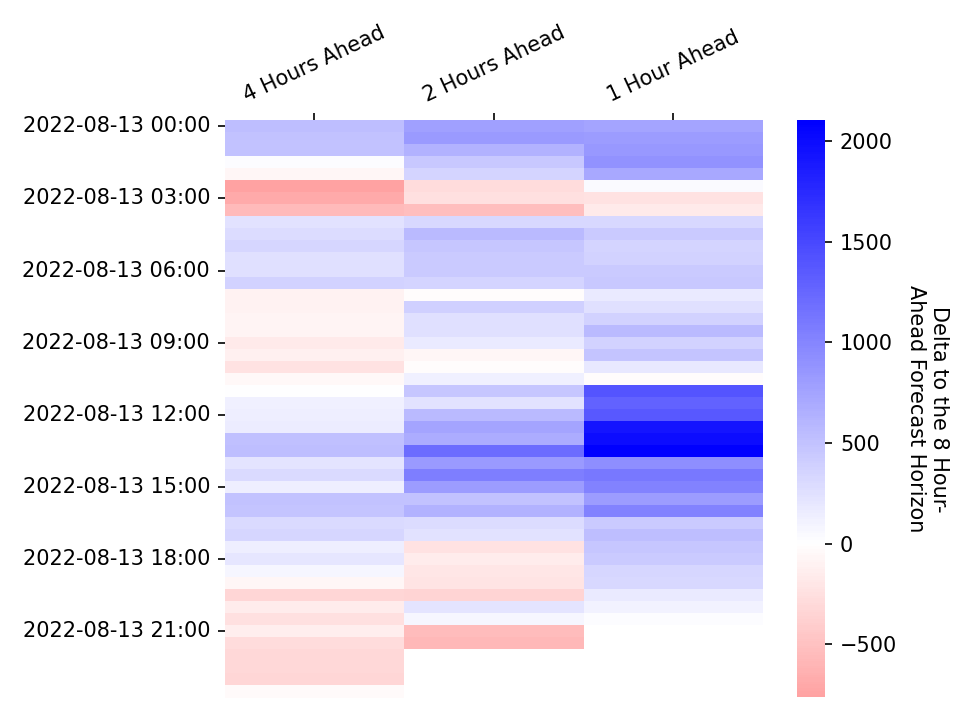 4 Hours Ahead
2 Hours Ahead
1 Hour Ahead
2022-08-13 00:00
2022-08-13 03:00
2022-08-13 06:00
2022-08-13 09:00
2022-08-13 12:00
2022-08-13 15:00
2022-08-13 18:00
2022-08-13 21:00
2000
1500
1000
500
0
−500
Delta to the 8 Hour-
Ahead Forecast Horizon